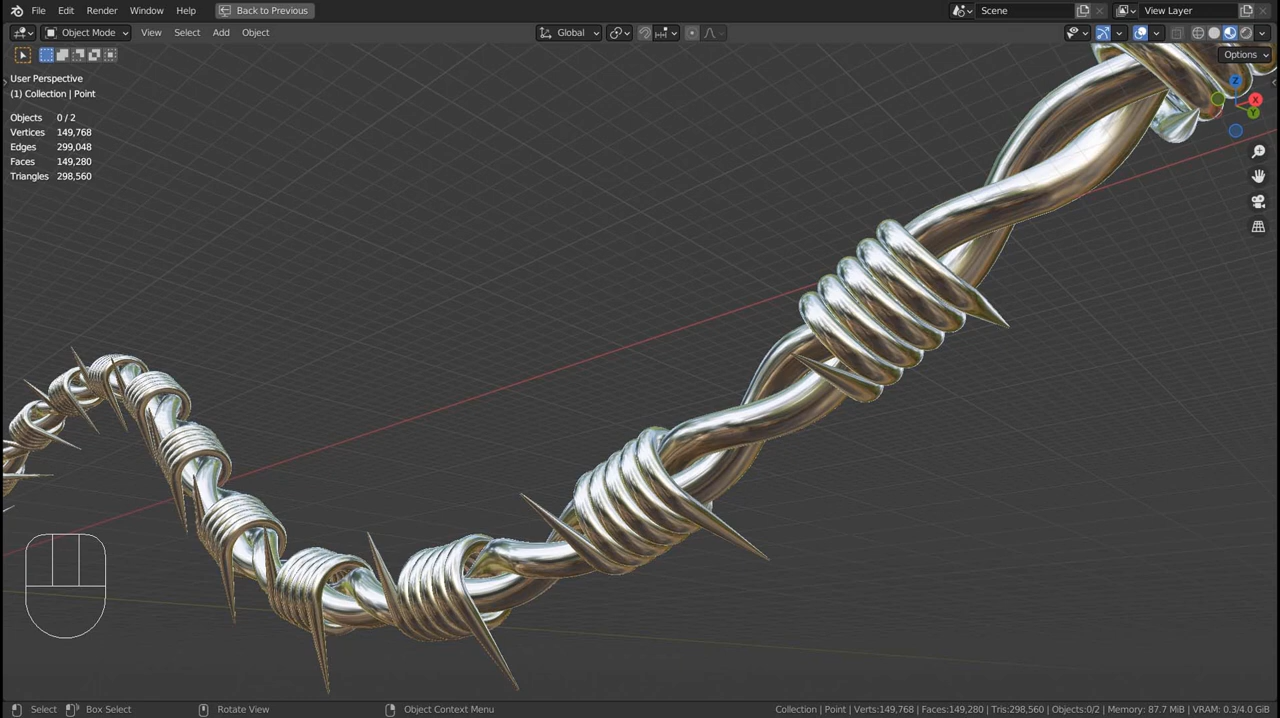 File Edit Render Window Help Back to Previous Scene View Layer
Object Mode View Select Add Object Global
Options
User Perspective
(1) Collection | Point
Objects 0 / 2
Vertices 149,768
Edges 299,048
Faces 149,280
Triangles 298,560
Z
X
Y
Select Box Select Rotate View Object Context Menu Collection | Point | Verts:149,768 | Faces:149,280 | Tris:298,560 | Objects:0/2 | Memory: 87.7 MiB | VRAM: 0.3/4.0 GiB